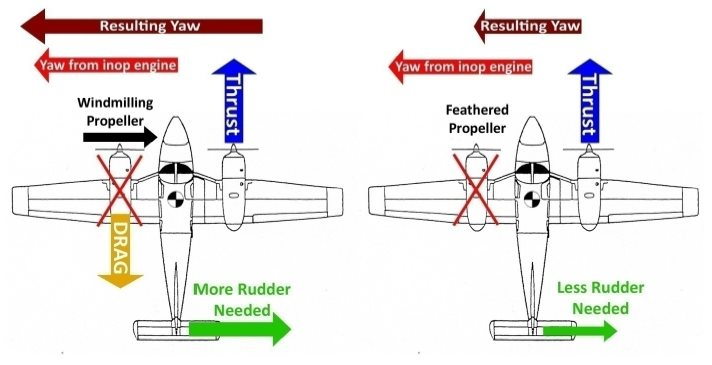 Resulting Yaw
Yaw from inop engine
Windmilling
Propeller
Thrust
DRAG
More Rudder
Needed
Resulting Yaw
Yaw from inop engine
Feathered
Propeller
Thrust
Less Rudder
Needed